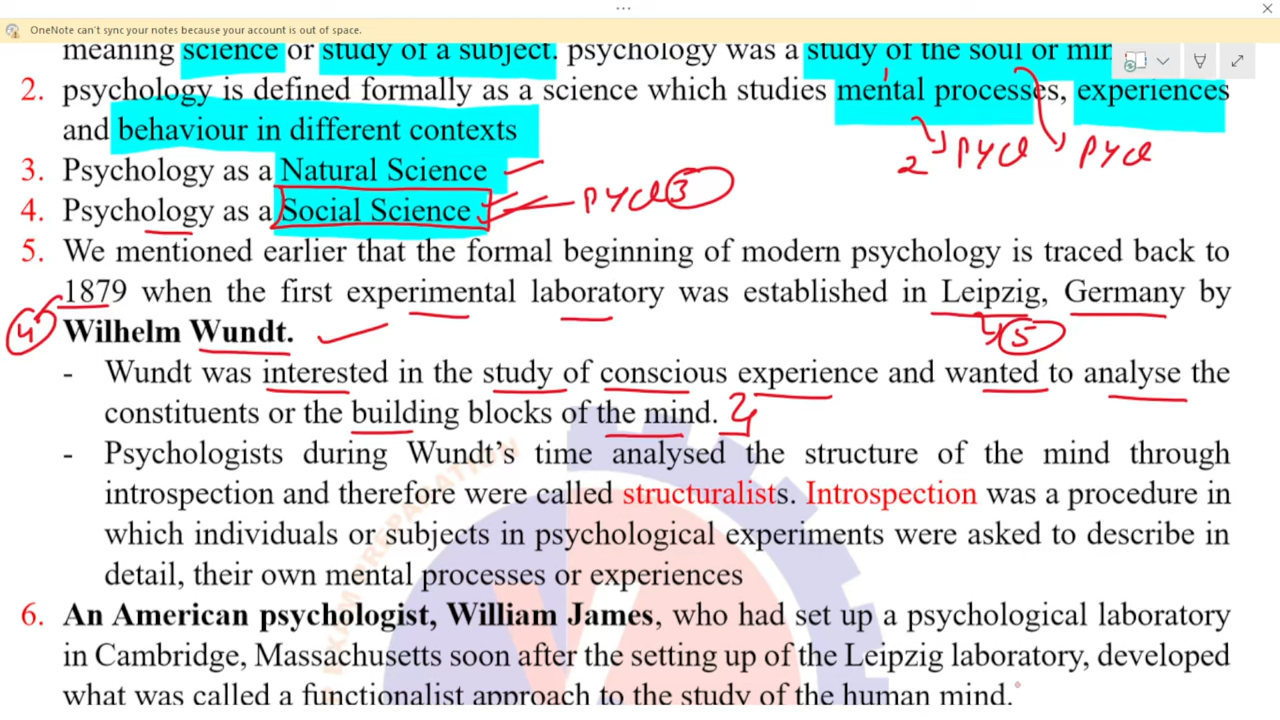 OneNote can't sync your notes because your account is out of space.
meaning science or study of a subject. psychology was a study of the soul or
2. psychology is defined formally as a science which studies mental processes, experiences
and behaviour in different contexts
2 PYCL PYCL
3. Psychology as a Natural Science
4. Psychology as a Social Science PYCL 3
5. We mentioned earlier that the formal beginning of modern psychology is traced back to
1879 when the first experimental laboratory was established in Leipzig, Germany by
4 Wilhelm Wundt. 5
- Wundt was interested in the study of conscious experience and wanted to analyse the
constituents or the building blocks of the mind.
- Psychologists during Wundt's time analysed the structure of the mind through
introspection and therefore were called structuralists. Introspection was a procedure in
which individuals or subjects in psychological experiments were asked to describe in
detail, their own mental processes or experiences
6. An American psychologist, William James, who had set up a psychological laboratory
in Cambridge, Massachusetts soon after the setting up of the Leipzig laboratory, developed
what was called a functionalist approach to the study of the human mind.